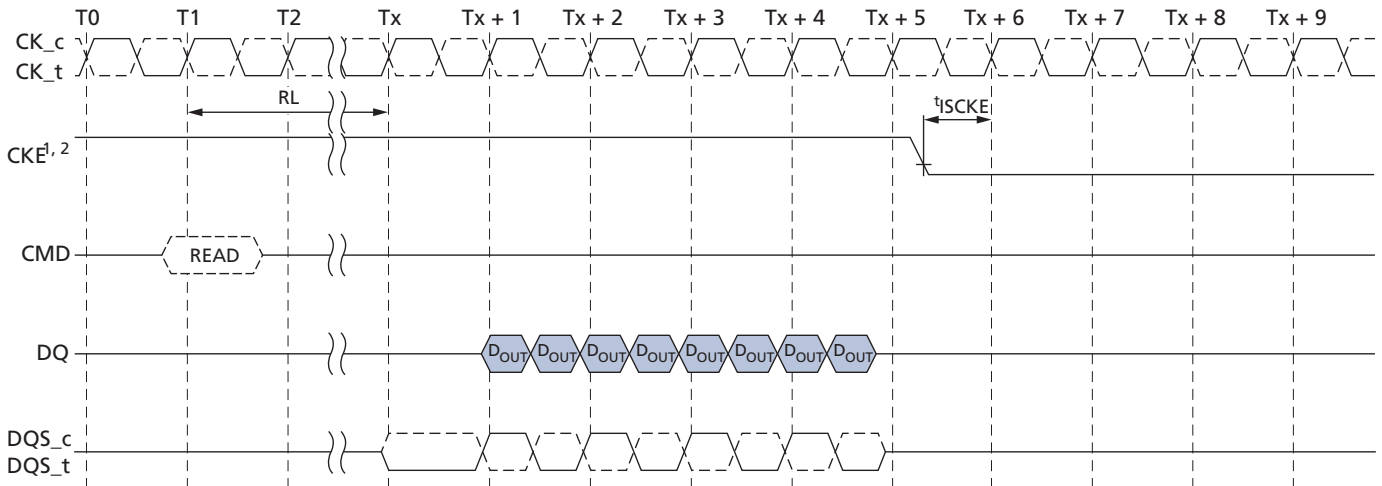 T0 T1 T2 Tx Tx + 1 Tx + 2 Tx + 3 Tx + 4 Tx + 5 Tx + 6 Tx + 7 Tx + 8 Tx + 9
CK_c
CK_t
RL
tISCKE
CKE1, 2
CMD READ
DQ DOUT DOUT DOUT DOUT DOUT DOUT DOUT DOUT
DQS_c
DQS_t